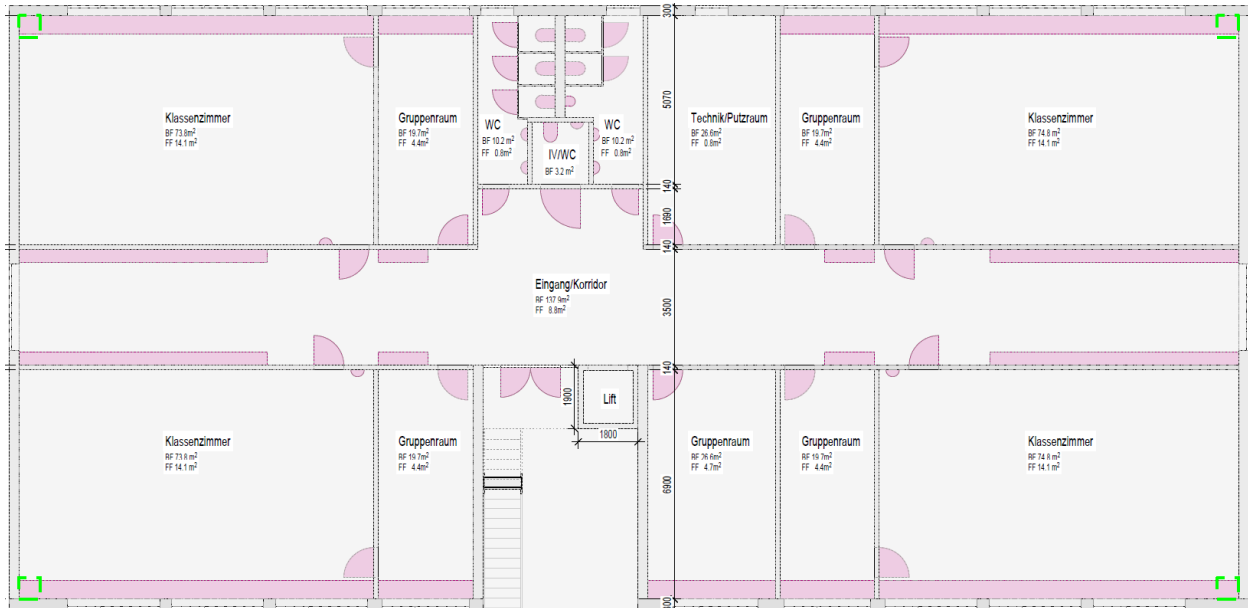 Klassenzimmer
BF 73.8m²
FF 14.1 m²
Gruppenraum
BF 19.7m²
FF 4.4m²
WC
BF 10.2 m²
FF 0.8m²
IV/WC
BF 3.2 m²
WC
BF 10.2 m²
FF 0.8m²
Technik/Putzraum
BF 26.6m²
FF 0.8m²
Gruppenraum
BF 19.7m²
FF 4.4m²
Klassenzimmer
BF 74.8 m²
FF 14.1m²
300
5070
140
1690
140
3500
140
6900
Eingang/Korridor
BF 137.9m²
FF 8.8m²
1900
Lift
1800
Klassenzimmer
BF 73.8 m²
FF 14.1 m²
Gruppenraum
BF 19.7m²
FF 4.4m²
Gruppenraum
BF 26.6m²
FF 4.7m²
Gruppenraum
BF 19.7m²
FF 4.4m²
Klassenzimmer
BF 74.8 m²
FF 14.1 m²